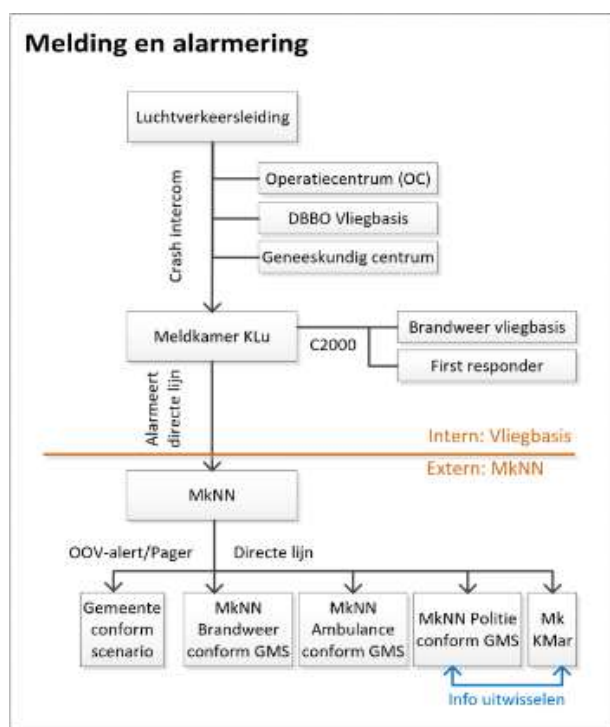 Melding en alarmering
Luchtverkeersleiding
Crash intercom
Operatiecentrum (OC)
DBBO Vliegbasis
Geneeskundig centrum
Meldkamer KLu
C2000
Brandweer vliegbasis
First responder
Alarmeert
directe lijn
Intern: Vliegbasis
Extern: MkNN
MkNN
OOV-alert/Pager
Directe lijn
Gemeente
conform
scenario
MkNN
Brandweer
conform GMS
MkNN
Ambulance
conform GMS
MkNN Politie
conform GMS
Mk
KMar
Info uitwisselen